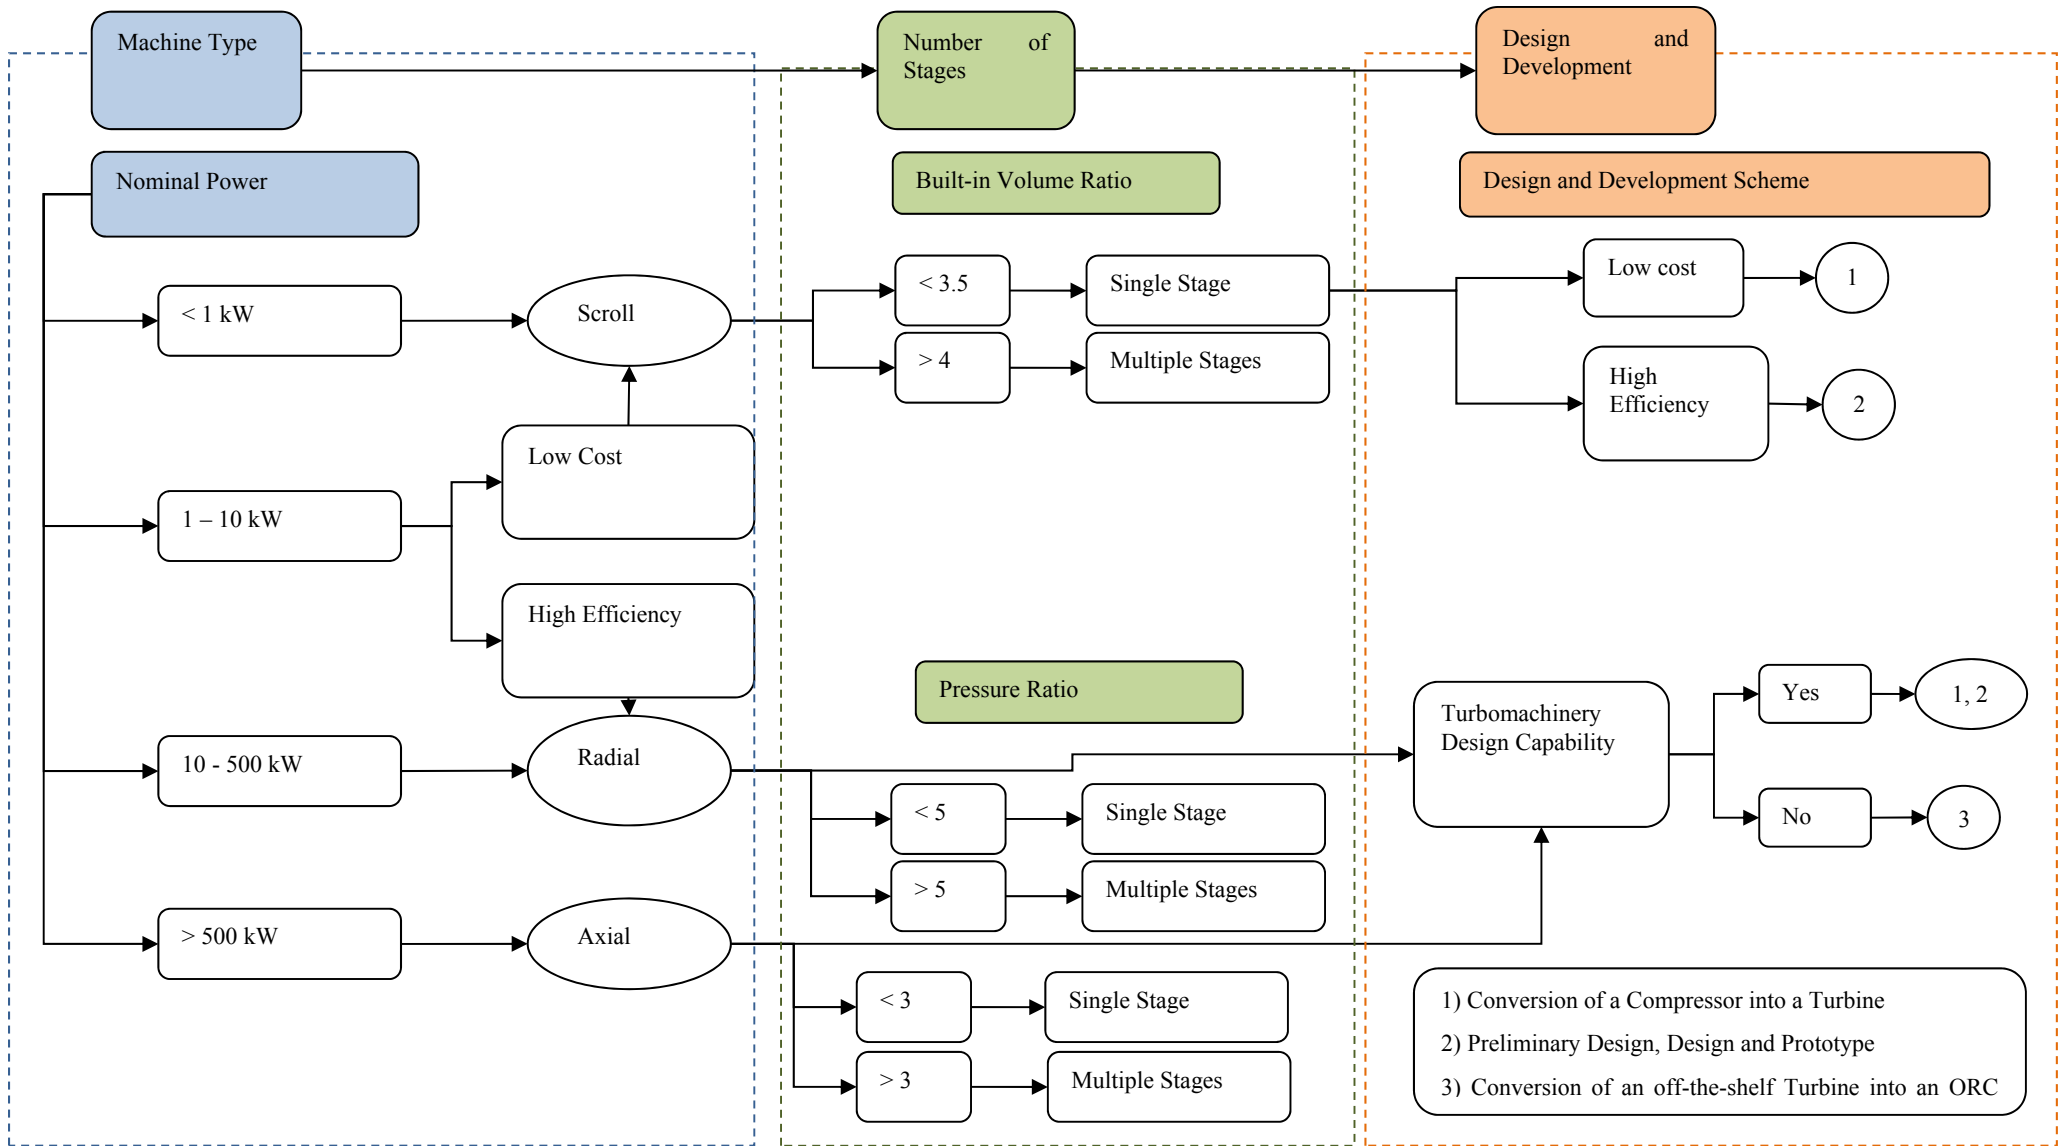 Machine Type
Number of
Stages
Design and
Development
Nominal Power
Built-in Volume Ratio
Design and Development Scheme
< 1 kW
Scroll
< 3.5
Single Stage
> 4
Multiple Stages
Low cost
1
High
Efficiency
2
1 – 10 kW
Low Cost
High Efficiency
Pressure Ratio
10 - 500 kW
Radial
< 5
Single Stage
> 5
Multiple Stages
Turbomachinery
Design Capability
Yes
1, 2
No
3
> 500 kW
Axial
< 3
Single Stage
> 3
Multiple Stages
1) Conversion of a Compressor into a Turbine
2) Preliminary Design, Design and Prototype
3) Conversion of an off-the-shelf Turbine into an ORC